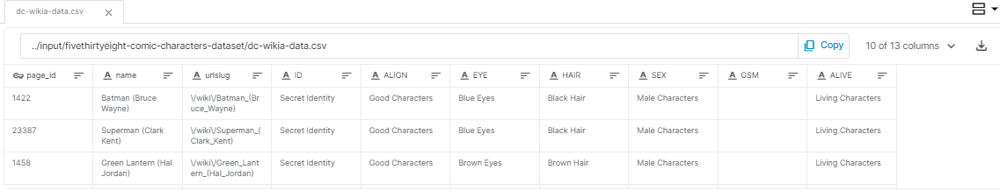 dc-wikia-data.csv
../input/fivethirtyeight-comic-characters-dataset/dc-wikia-data.csv Copy 10 of 13 columns
page_id A name A urlslug A ID A ALIGN A EYE A HAIR A SEX A GSM A ALIVE
1422 Batman (Bruce \/wiki\/Batman_(Br Secret Identity Good Characters Blue Eyes Black Hair Male Characters Living Characters
Wayne) uce_Wayne)
23387 Superman (Clark \/wiki\/Superman_( Secret Identity Good Characters Blue Eyes Black Hair Male Characters Living Characters
Kent) Clark_Kent)
1458 Green Lantern (Hal \/wiki\/Green_Lant Secret Identity Good Characters Brown Eyes Brown Hair Male Characters Living Characters
Jordan) ern_(Hal_Jordan)